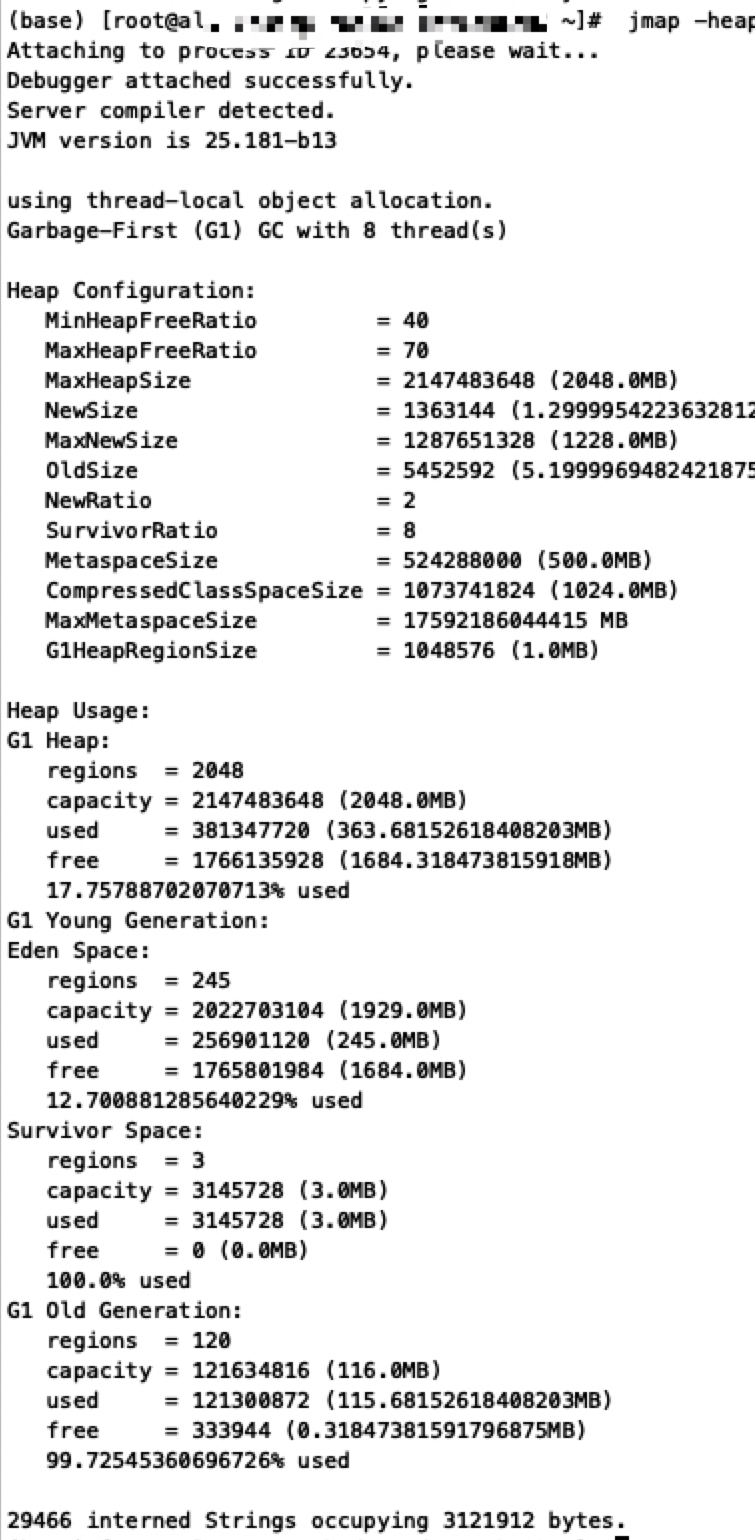 (base) [root@al ~]# jmap -heap
Attaching to process ID 23654, please wait...
Debugger attached successfully.
Server compiler detected.
JVM version is 25.181-b13
using thread-local object allocation.
Garbage-First (G1) GC with 8 thread(s)
Heap Configuration:
MinHeapFreeRatio = 40
MaxHeapFreeRatio = 70
MaxHeapSize = 2147483648 (2048.0MB)
NewSize = 1363144 (1.2999954223632812
MaxNewSize = 1287651328 (1228.0MB)
OldSize = 5452592 (5.1999969482421875
NewRatio = 2
SurvivorRatio = 8
MetaspaceSize = 524288000 (500.0MB)
CompressedClassSpaceSize = 1073741824 (1024.0MB)
MaxMetaspaceSize = 17592186044415 MB
G1HeapRegionSize = 1048576 (1.0MB)
Heap Usage:
G1 Heap:
regions = 2048
capacity = 2147483648 (2048.0MB)
used = 381347720 (363.68152618408203MB)
free = 1766135928 (1684.318473815918MB)
17.75788702070713% used
G1 Young Generation:
Eden Space:
regions = 245
capacity = 2022703104 (1929.0MB)
used = 256901120 (245.0MB)
free = 1765801984 (1684.0MB)
12.700881285640229% used
Survivor Space:
regions = 3
capacity = 3145728 (3.0MB)
used = 3145728 (3.0MB)
free = 0 (0.0MB)
100.0% used
G1 Old Generation:
regions = 120
capacity = 121634816 (116.0MB)
used = 121300872 (115.68152618408203MB)
free = 333944 (0.31847381591796875MB)
99.72545360696726% used
29466 interned Strings occupying 3121912 bytes.